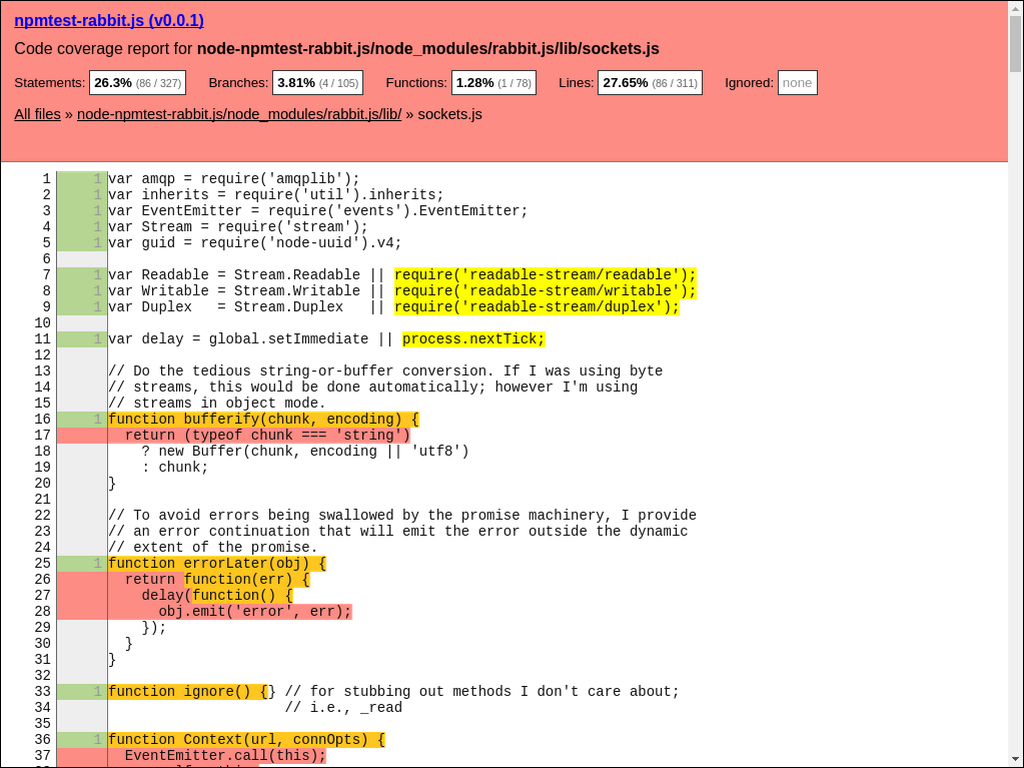 npmtest-rabbit.js (v0.0.1)
Code coverage report for node-npmtest-rabbit.js/node_modules/rabbit.js/lib/sockets.js
Statements: 26.3% (86 / 327) Branches: 3.81% (4 / 105) Functions: 1.28% (1 / 78) Lines: 27.65% (86 / 311) Ignored: none
All files » node-npmtest-rabbit.js/node_modules/rabbit.js/lib/ » sockets.js
1 1 var amqp = require('amqplib');
2 1 var inherits = require('util').inherits;
3 1 var EventEmitter = require('events').EventEmitter;
4 1 var Stream = require('stream');
5 1 var guid = require('node-uuid').v4;
6
7 1 var Readable = Stream.Readable || require('readable-stream/readable');
8 1 var Writable = Stream.Writable || require('readable-stream/writable');
9 1 var Duplex   = Stream.Duplex   || require('readable-stream/duplex');
10
11 1 var delay = global.setImmediate || process.nextTick;
12
13 // Do the tedious string-or-buffer conversion. If I was using byte
14 // streams, this would be done automatically; however I'm using
15 // streams in object mode.
16 1 function bufferify(chunk, encoding) {
17   return (typeof chunk === 'string')
18     ? new Buffer(chunk, encoding || 'utf8')
19     : chunk;
20 }
21
22 // To avoid errors being swallowed by the promise machinery, I provide
23 // an error continuation that will emit the error outside the dynamic
24 // extent of the promise.
25 1 function errorLater(obj) {
26   return function(err) {
27     delay(function() {
28       obj.emit('error', err);
29     });
30   }
31 }
32
33 1 function ignore() {} // for stubbing out methods I don't care about;
34                      // i.e., _read
35
36 1 function Context(url, connOpts) {
37   EventEmitter.call(this);